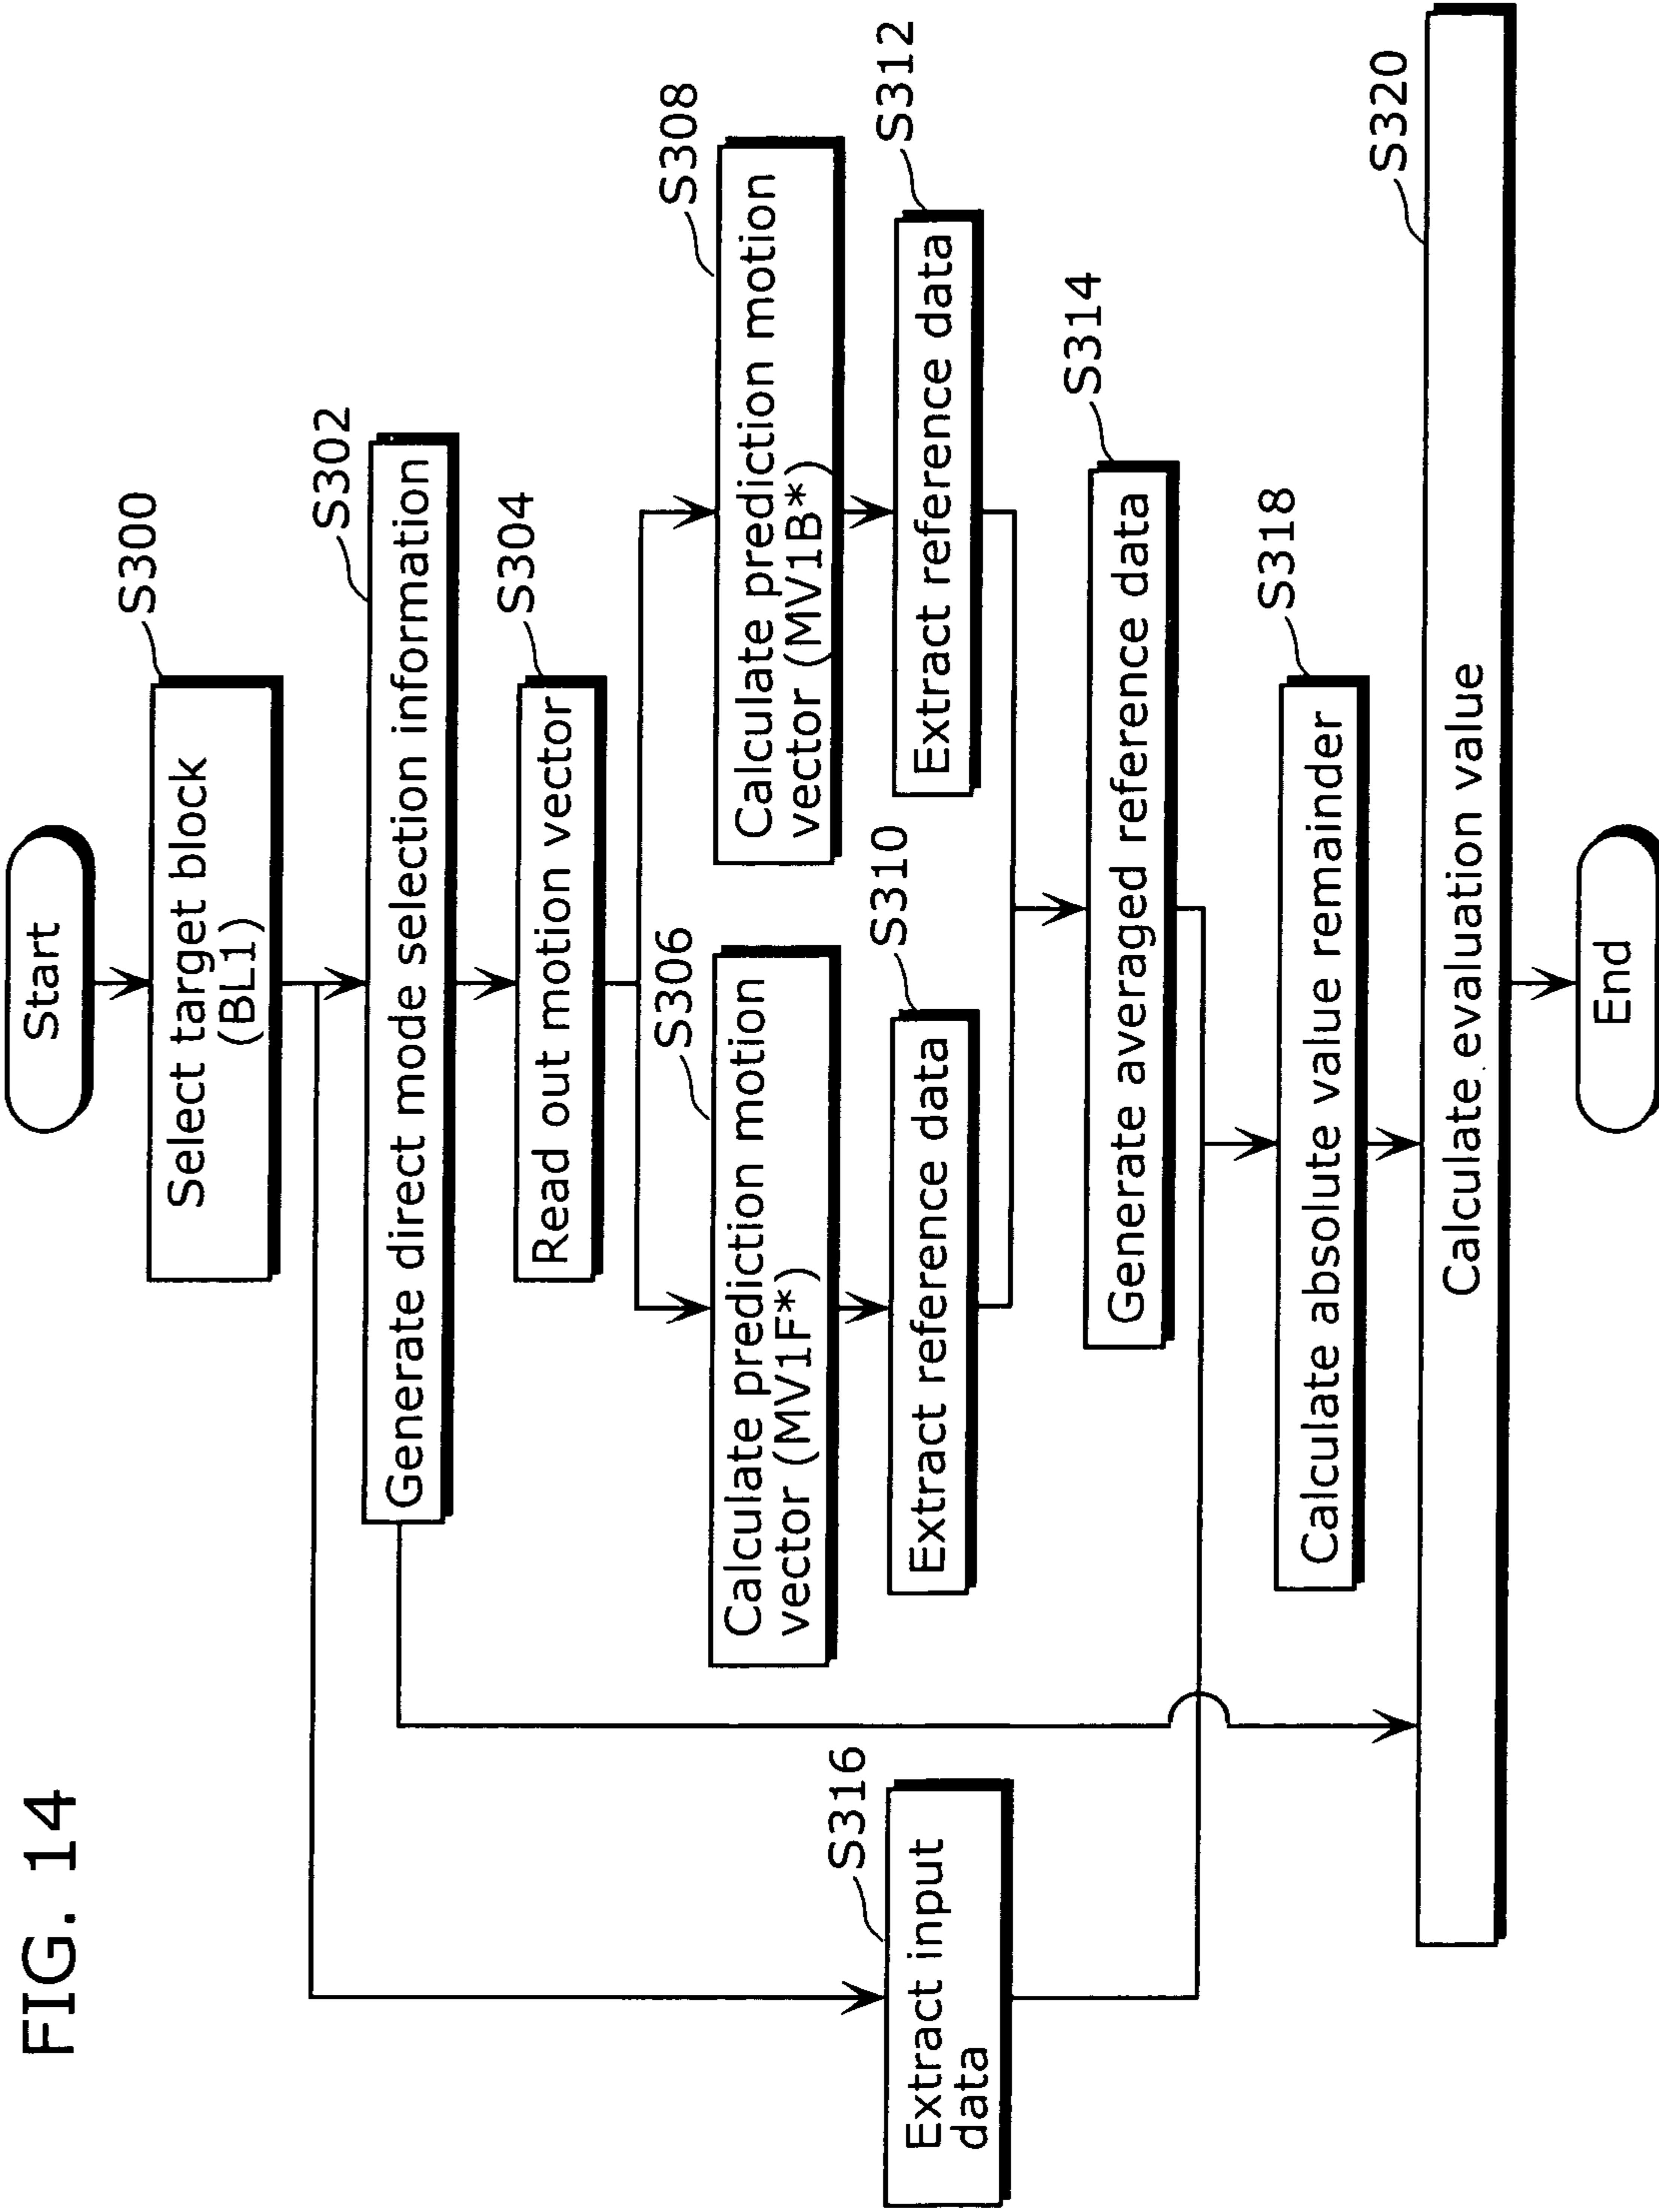 FIG. 14
Start
S300
Select target block
(BL1)
S302
Generate direct mode selection information
S304
Read out motion vector
S306
Calculate prediction motion
vector (MV1F*)
S308
Calculate prediction motion
vector (MV1B*)
S310
Extract reference data
S312
Extract reference data
S316
Extract input
data
S314
Generate averaged reference data
S318
Calculate absolute value remainder
S320
Calculate evaluation value
End